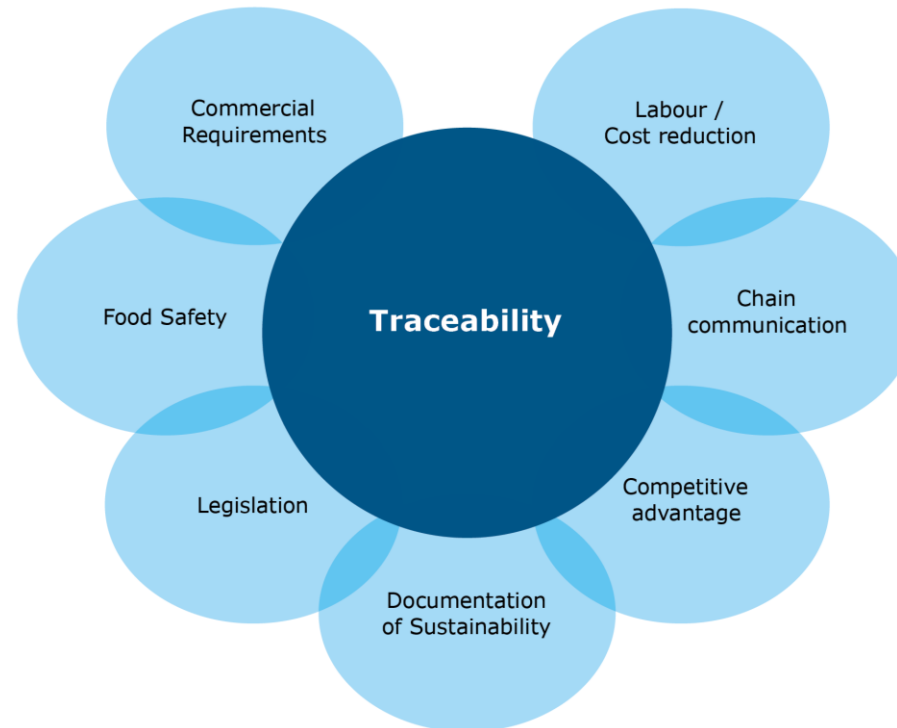 Commercial
Requirements
Labour /
Cost reduction
Food Safety
Traceability
Chain
communication
Legislation
Competitive
advantage
Documentation
of Sustainability